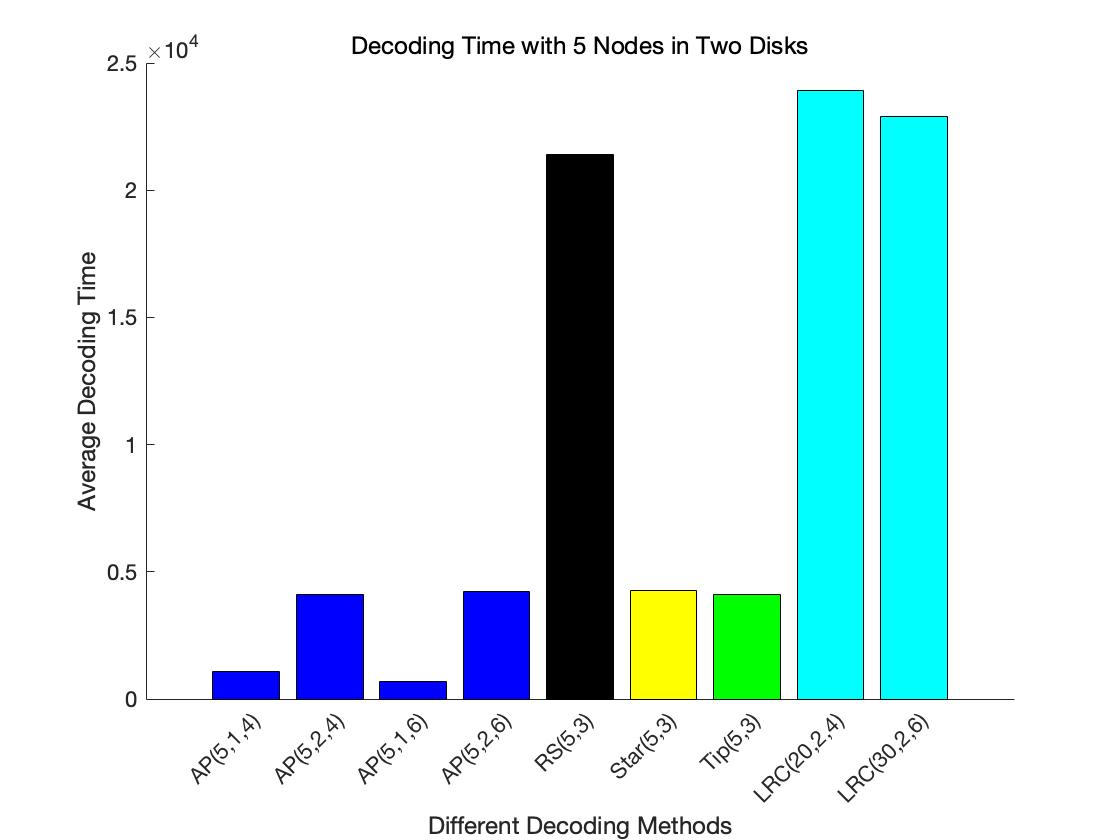 Decoding Time with 5 Nodes in Two Disks
×10⁴
2.5
2
1.5
1
0.5
0
Average Decoding Time
AP(5,1,4)
AP(5,2,4)
AP(5,1,6)
AP(5,2,6)
RS(5,3)
Star(5,3)
Tip(5,3)
LRC(20,2,4)
LRC(30,2,6)
Different Decoding Methods